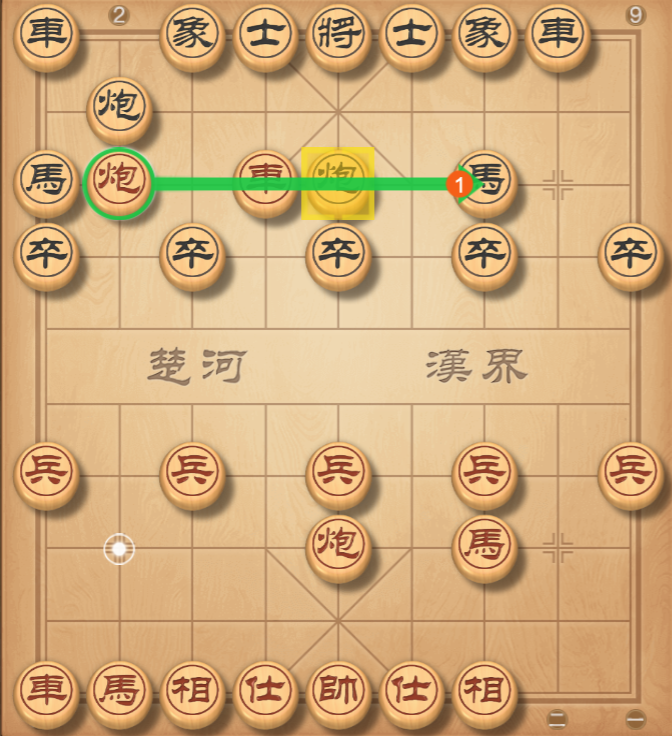 2 9
車 象 士 將 士 象 車
炮
馬 炮 車 炮 1 馬
卒 卒 卒 卒 卒
楚河 漢界
兵 兵 兵 兵 兵
炮 馬
車 馬 相 仕 帥 仕 相
二 一